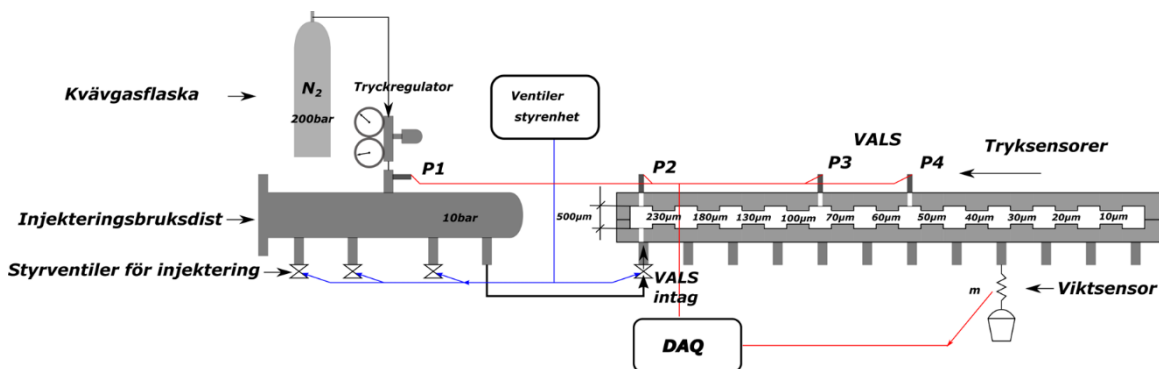 N2
200bar
Kvävgasflaska
Tryckregulator
Ventiler
styrenhet
P1
P2
P3
VALS
P4
Tryksensorer
Injekteringsbruksdist
10bar
500µm
230µm 180µm 130µm 100µm 70µm 60µm 50µm 40µm 30µm 20µm 10µm
Styrventiler för injektering
VALS
intag
m
Viktsensor
DAQ